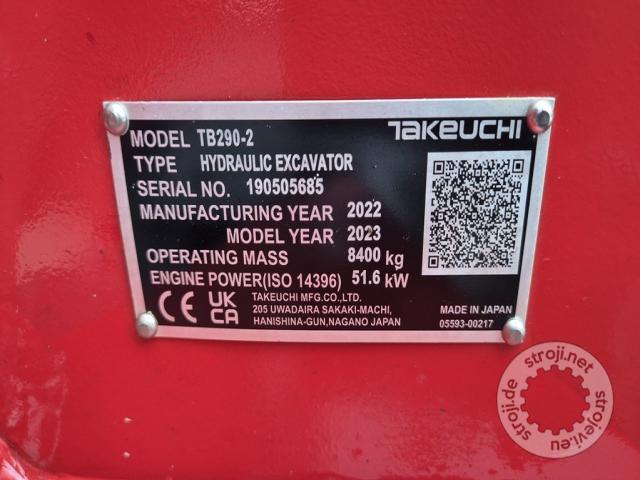 TAKEUCHI
MODEL TB290-2
TYPE HYDRAULIC EXCAVATOR
SERIAL NO. 190505685
MANUFACTURING YEAR 2022
MODEL YEAR 2023
OPERATING MASS 8400 kg
ENGINE POWER(ISO 14396) 51.6 kW
CE UK CA
TAKEUCHI MFG.CO.,LTD.
205 UWADAIRA SAKAKI-MACHI,
HANISHINA-GUN,NAGANO JAPAN
MADE IN JAPAN
05593-00217
stroji.net
stroji.de
strojevi.eu